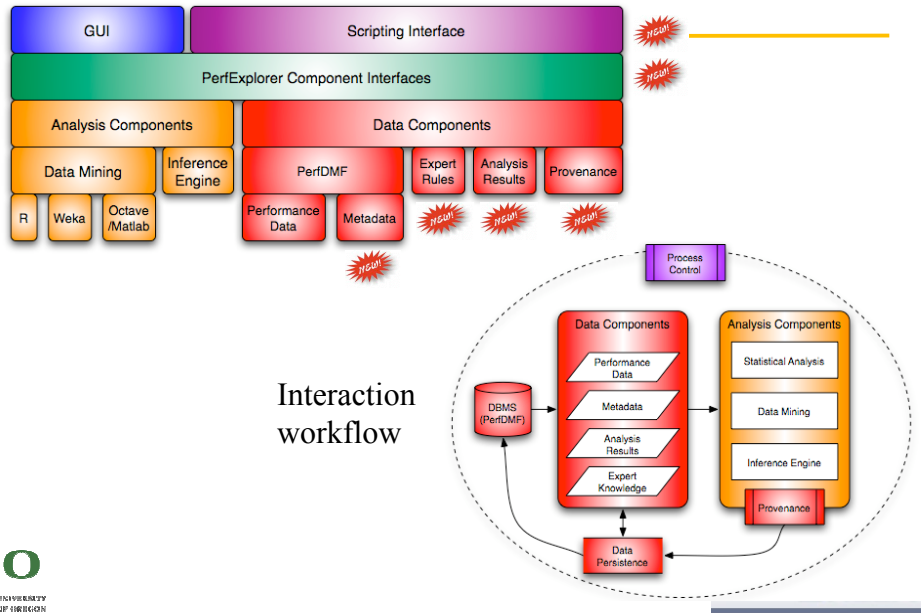 GUI
Scripting Interface
NEW!
PerfExplorer Component Interfaces
NEW!
Analysis Components
Data Components
Data Mining
Inference
Engine
PerfDMF
Expert
Rules
Analysis
Results
Provenance
R
Weka
Octave
/Matlab
Performance
Data
Metadata
NEW!
NEW!
NEW!
NEW!
Process
Control
Data Components
Analysis Components
Performance
Data
Statistical Analysis
Interaction
workflow
DBMS
(PerfDMF)
Metadata
Data Mining
Analysis
Results
Expert
Knowledge
Inference Engine
Provenance
Data
Persistence
O
UNIVERSITY
OF OREGON